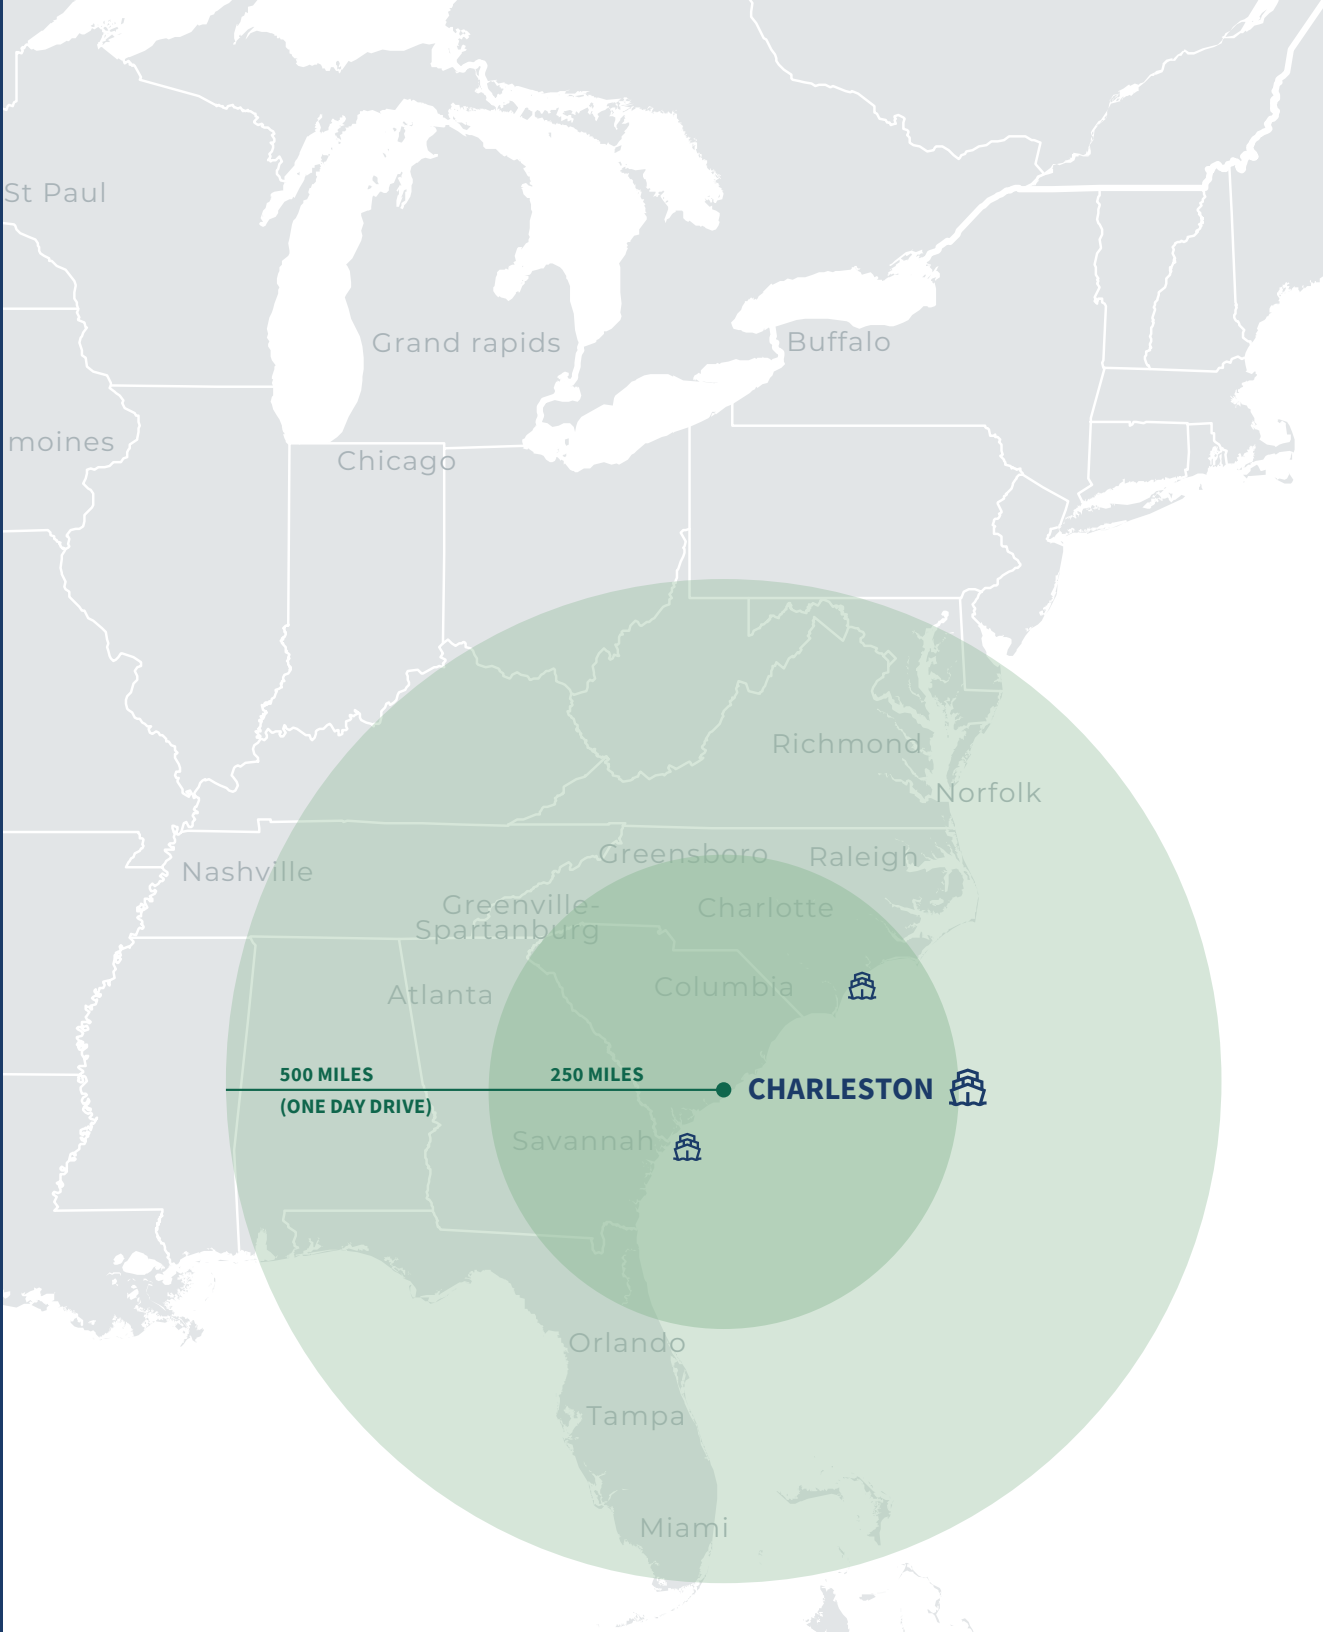 St Paul
Grand rapids
Buffalo
moines
Chicago
Richmond
Norfolk
Greensboro
Raleigh
Nashville
Greenville-
Spartanburg
Charlotte
Atlanta
Columbia
500 MILES
(ONE DAY DRIVE)
250 MILES
CHARLESTON
Savannah
Orlando
Tampa
Miami